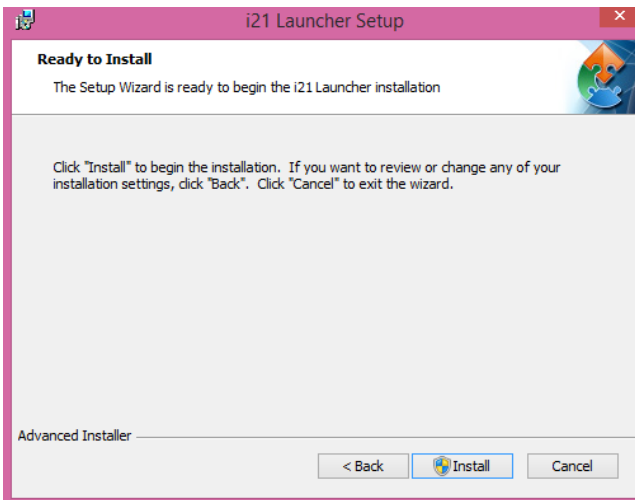 i21 Launcher Setup
Ready to Install
The Setup Wizard is ready to begin the i21 Launcher installation
Click "Install" to begin the installation. If you want to review or change any of your
installation settings, click "Back". Click "Cancel" to exit the wizard.
Advanced Installer
< Back Install Cancel